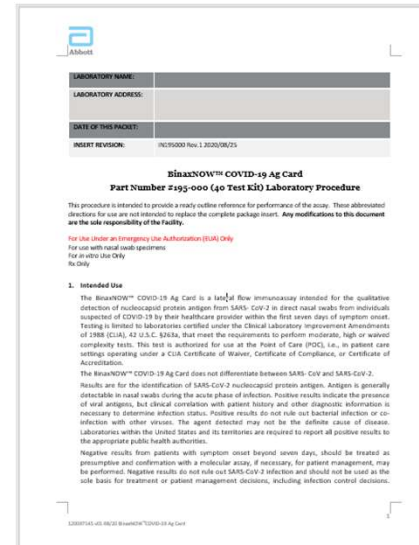 Abbott
LABORATORY NAME:
LABORATORY ADDRESS:
DATE OF THIS PACKET:
INSERT REVISION: IN195000 Rev.1 2020/08/25
BinaxNOW™ COVID-19 Ag Card
Part Number #195-000 (40 Test Kit) Laboratory Procedure
This procedure is intended to provide a ready outline reference for performance of the assay. These abbreviated
directions for use are not intended to replace the complete package insert. Any modifications to this document
are the sole responsibility of the Facility.
For Use Under an Emergency Use Authorization (EUA) Only
For use with nasal swab specimens
For in vitro Use Only
Rx Only
1. Intended Use
The BinaxNOW™ COVID-19 Ag Card is a lateral flow immunoassay intended for the qualitative
detection of nucleocapsid protein antigen from SARS- CoV-2 in direct nasal swabs from individuals
suspected of COVID-19 by their healthcare provider within the first seven days of symptom onset.
Testing is limited to laboratories certified under the Clinical Laboratory Improvement Amendments
of 1988 (CLIA), 42 U.S.C. §263a, that meet the requirements to perform moderate, high or waived
complexity tests. This test is authorized for use at the Point of Care (POC), i.e., in patient care
settings operating under a CLIA Certificate of Waiver, Certificate of Compliance, or Certificate of
Accreditation.
The BinaxNOW™ COVID-19 Ag Card does not differentiate between SARS- CoV and SARS-CoV-2.
Results are for the identification of SARS-CoV-2 nucleocapsid protein antigen. Antigen is generally
detectable in nasal swabs during the acute phase of infection. Positive results indicate the presence
of viral antigens, but clinical correlation with patient history and other diagnostic information is
necessary to determine infection status. Positive results do not rule out bacterial infection or co-
infection with other viruses. The agent detected may not be the definite cause of disease.
Laboratories within the United States and its territories are required to report all positive results to
the appropriate public health authorities.
Negative results from patients with symptom onset beyond seven days, should be treated as
presumptive and confirmation with a molecular assay, if necessary, for patient management, may
be performed. Negative results do not rule out SARS-CoV-2 infection and should not be used as the
sole basis for treatment or patient management decisions, including infection control decisions.
1
120007141 v01 08/20 BinaxNOW™COVID-19 Ag Card